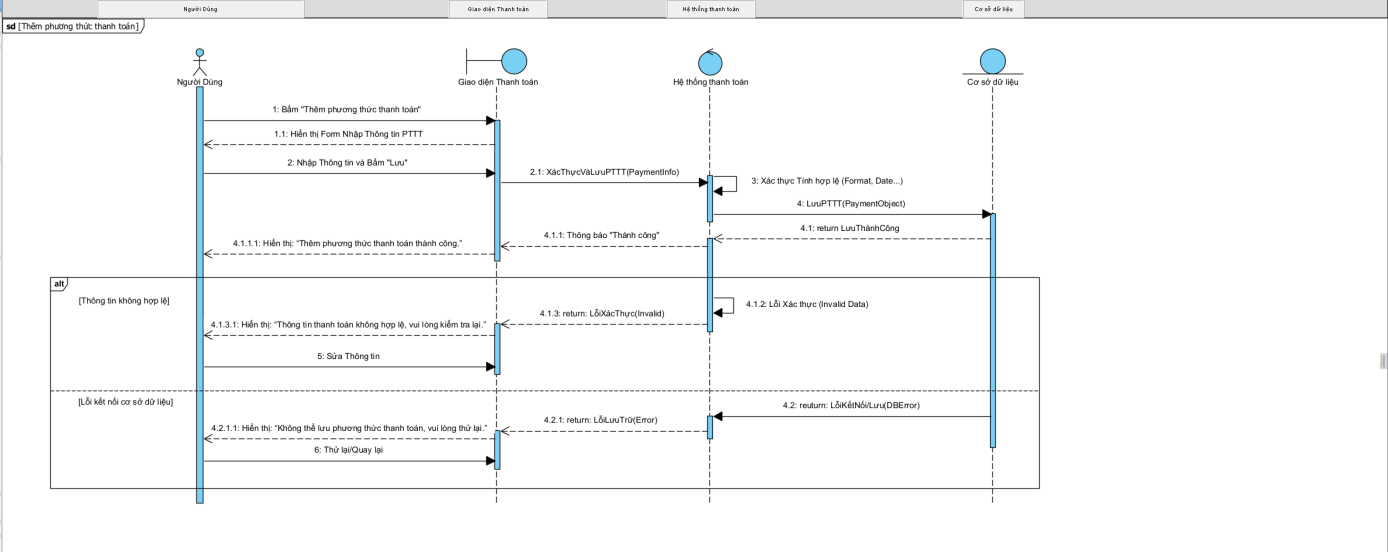 Người Dùng
Giao diện Thanh toán
Hệ thống thanh toán
Cơ sở dữ liệu
sd [Thêm phương thức thanh toán]
Người Dùng
Giao diện Thanh toán
Hệ thống thanh toán
Cơ sở dữ liệu
1: Bấm "Thêm phương thức thanh toán"
1.1: Hiển thị Form Nhập Thông tin PTTT
2: Nhập Thông tin và Bấm "Lưu"
2.1: XácThựcVàLưuPTTT(PaymentInfo)
3: Xác thực Tính hợp lệ (Format, Date...)
4: LưuPTTT(PaymentObject)
4.1: return LưuThànhCông
4.1.1: Thông báo "Thành công"
4.1.1.1: Hiển thị: “Thêm phương thức thanh toán thành công.”
alt
[Thông tin không hợp lệ]
4.1.2: Lỗi Xác thực (Invalid Data)
4.1.3: return: LỗiXácThực(Invalid)
4.1.3.1: Hiển thị: “Thông tin thanh toán không hợp lệ, vui lòng kiểm tra lại.”
5: Sửa Thông tin
[Lỗi kết nối cơ sở dữ liệu]
4.2: reuturn: LỗiKếtNối/Lưu(DBError)
4.2.1: return: LỗiLưuTrữ(Error)
4.2.1.1: Hiển thị: “Không thể lưu phương thức thanh toán, vui lòng thử lại.”
6: Thử lại/Quay lại